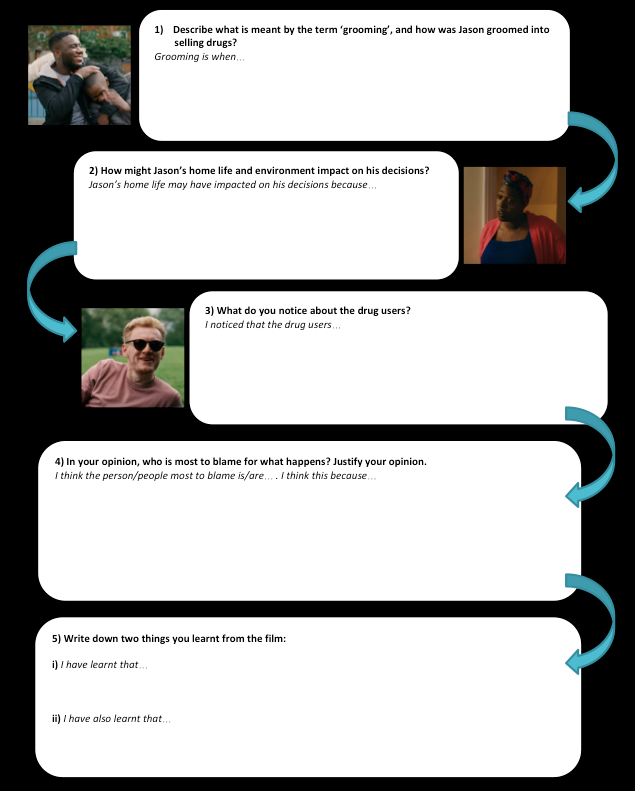 1) Describe what is meant by the term ‘grooming’, and how was Jason groomed into
selling drugs?
Grooming is when…
2) How might Jason’s home life and environment impact on his decisions?
Jason’s home life may have impacted on his decisions because…
3) What do you notice about the drug users?
I noticed that the drug users…
4) In your opinion, who is most to blame for what happens? Justify your opinion.
I think the person/people most to blame is/are… . I think this because…
5) Write down two things you learnt from the film:
i) I have learnt that…
ii) I have also learnt that…